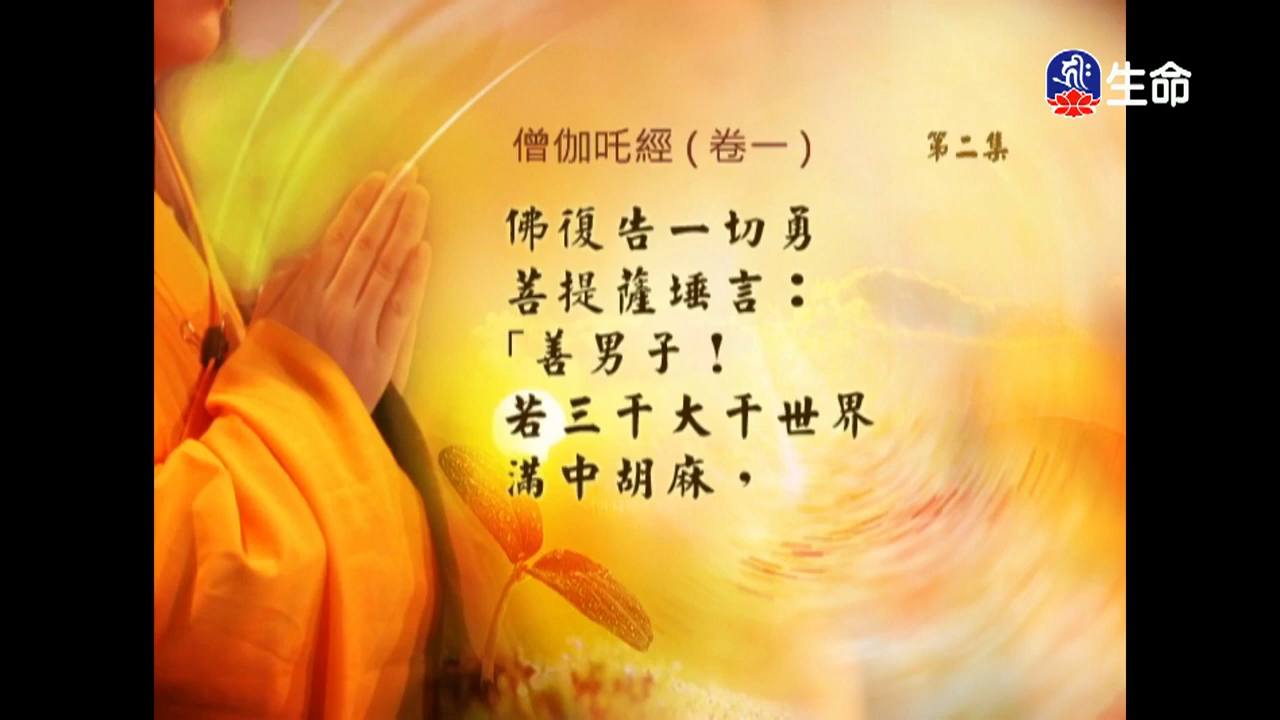 生命
僧伽吒經(卷一)
第二集
佛復告一切勇
菩提薩埵言：
「善男子！
若三千大千世界
滿中胡麻，